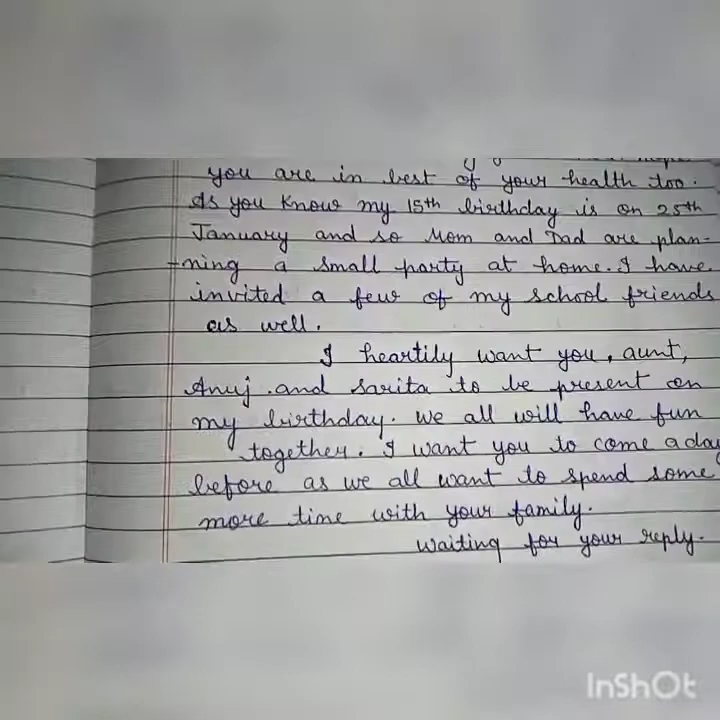 you are in best of your health too.
As you know my 15th birthday is on 25th
January and so Mom and Dad are plan-
-ning a small party at home. I have
invited a few of my school friends
as well.
I heartily want you, aunt,
Anuj and Sarita to be present on
my birthday. We all will have fun
together. I want you to come a day
before as we all want to spend some
more time with your family.
Waiting for your reply.
InShOt